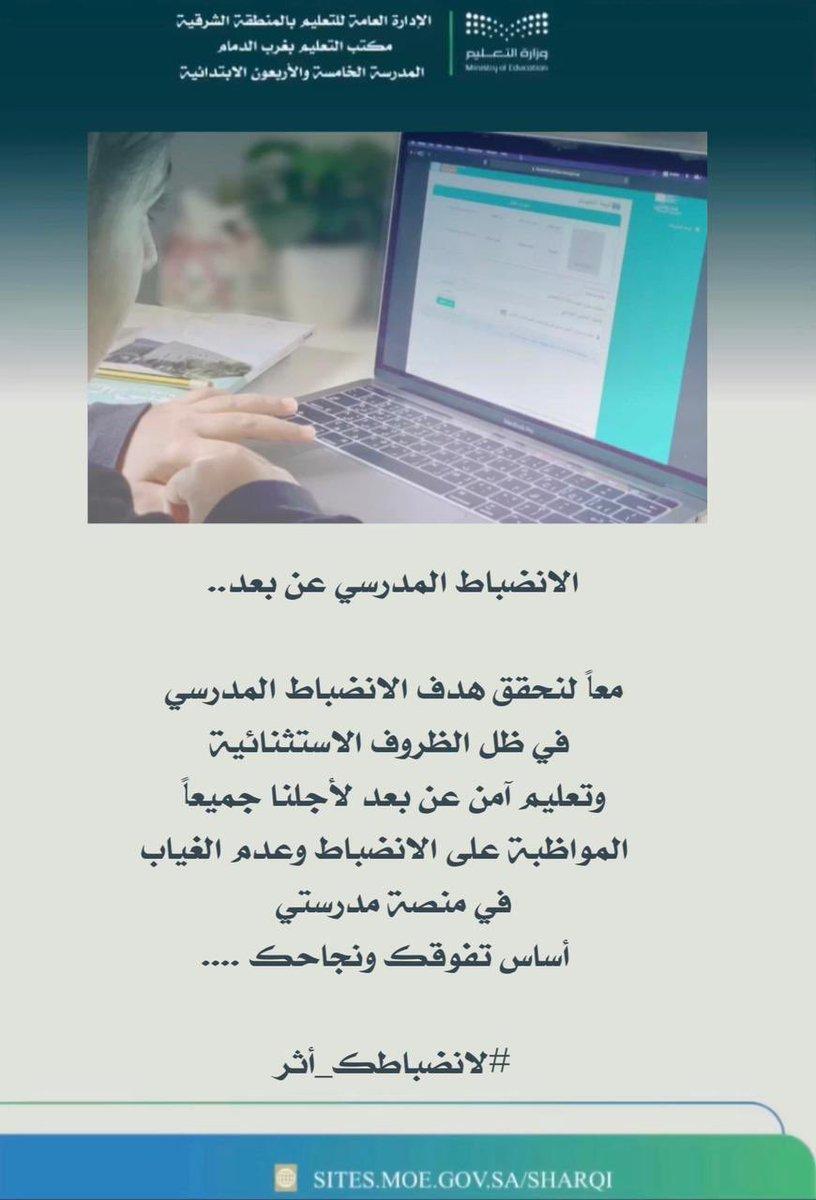 الإدارة العامة للتعليم بالمنطقة الشرقية
مكتب التعليم بغرب الدمام
المدرسة الخامسة والأربعون الابتدائية
وزارة التعليم
Ministry of Education
الانضباط المدرسي عن بعد..
معاً لنحقق هدف الانضباط المدرسي
في ظل الظروف الاستثنائية
وتعليم آمن عن بعد لأجلنا جميعاً
المواظبة على الانضباط وعدم الغياب
في منصة مدرستي
أساس تفوقك ونجاحك ....
#لانضباطك_أثر
SITES.MOE.GOV.SA/SHARQI